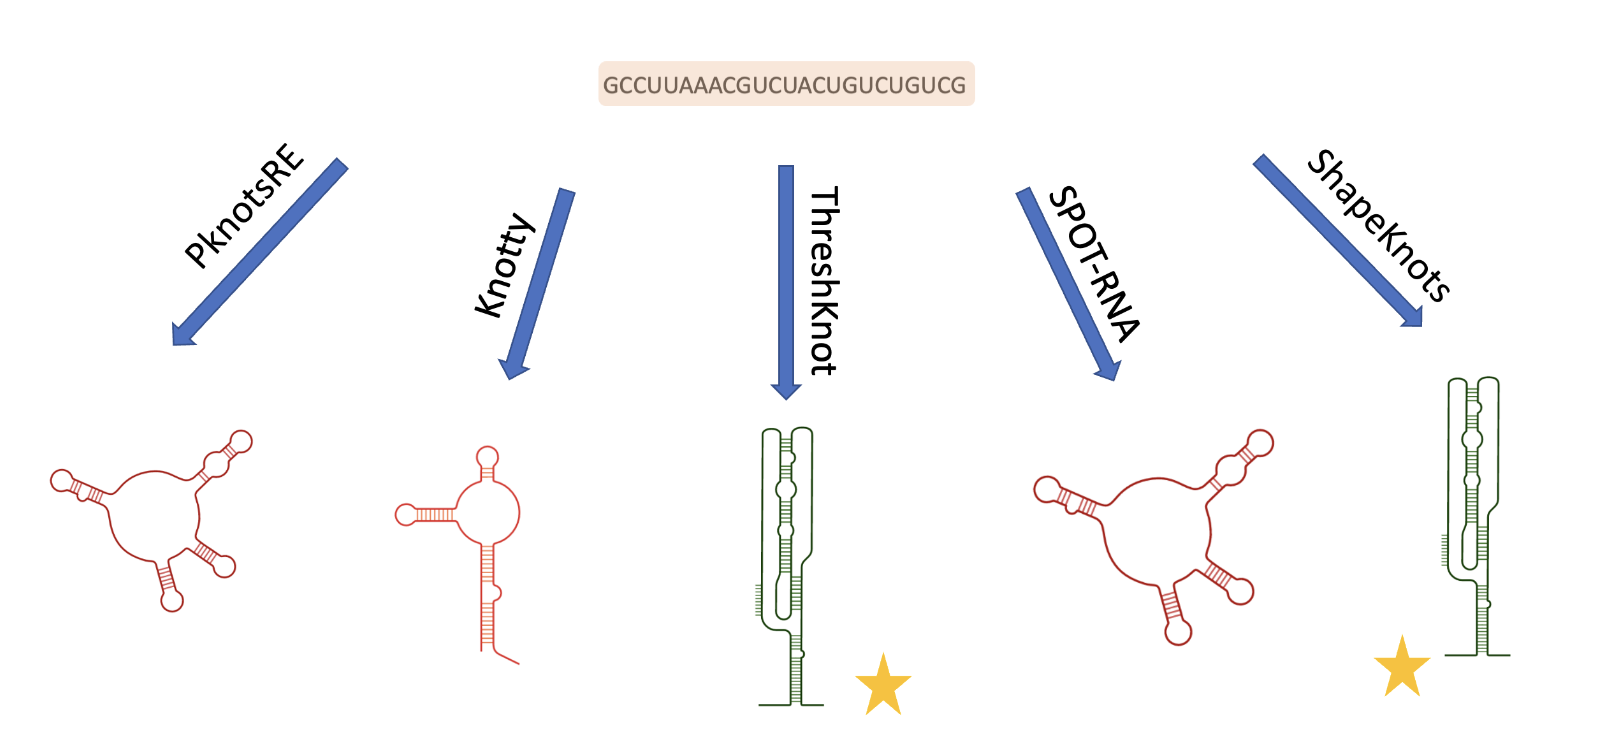 GCCUUAAACGUCUACUGUCUGUCG
PknotsRE
Knotty
ThreshKnot
SPOT-RNA
ShapeKnots